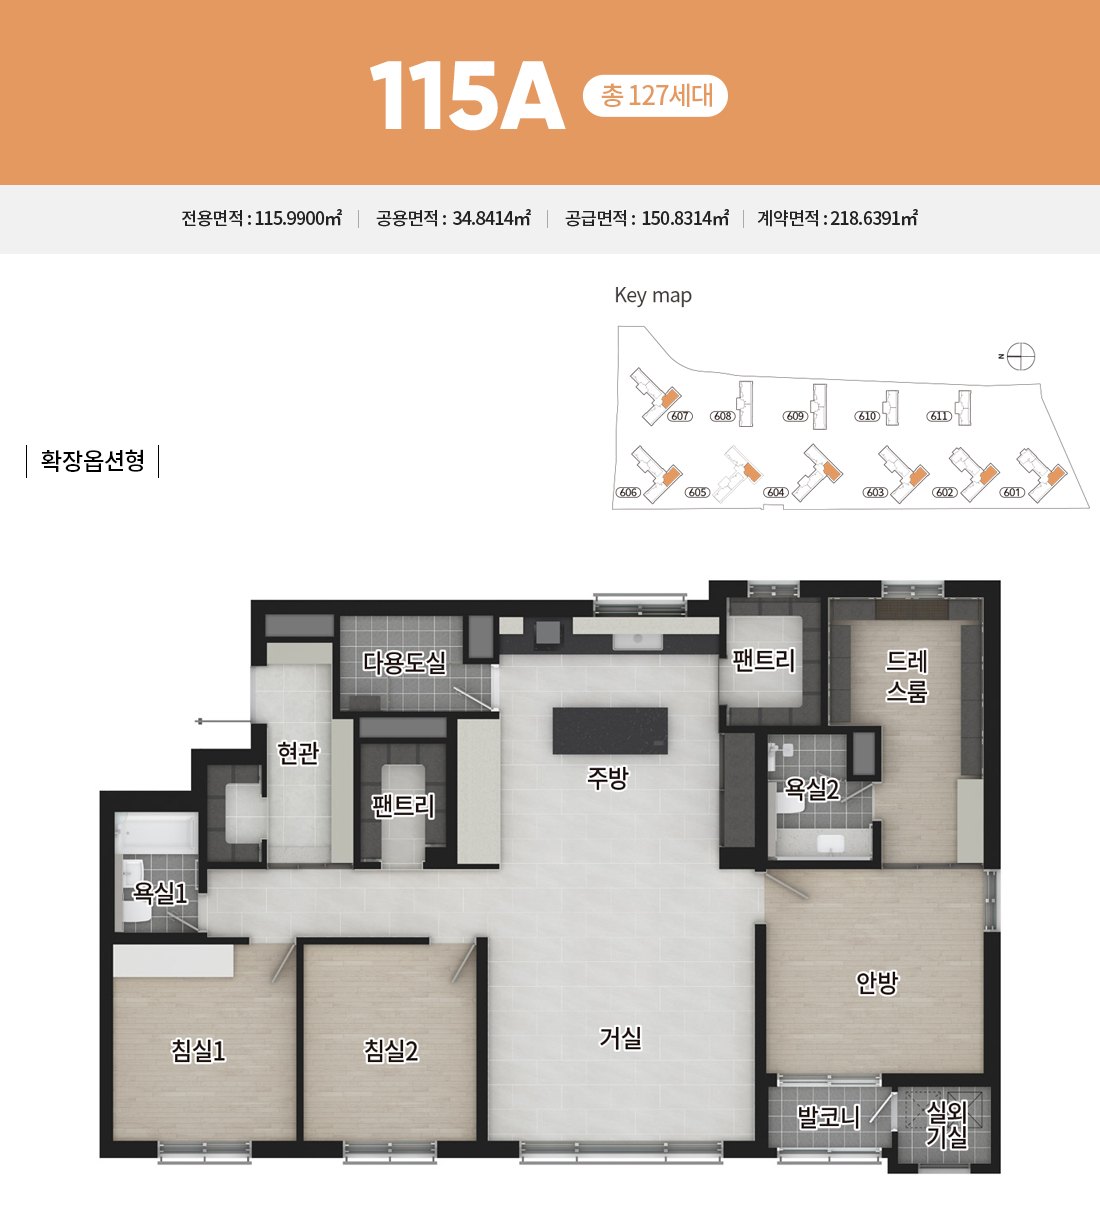 115A 총 127세대
전용면적 : 115.9900㎡ 공용면적 : 34.8414㎡ 공급면적 : 150.8314㎡ 계약면적 : 218.6391㎡
Key map
N
607 608 609 610 611
확장옵션형
606 605 604 603 602 601
다용도실
팬트리
드레
스룸
현관
주방
욕실2
팬트리
욕실1
안방
거실
침실1
침실2
발코니
실외
기실